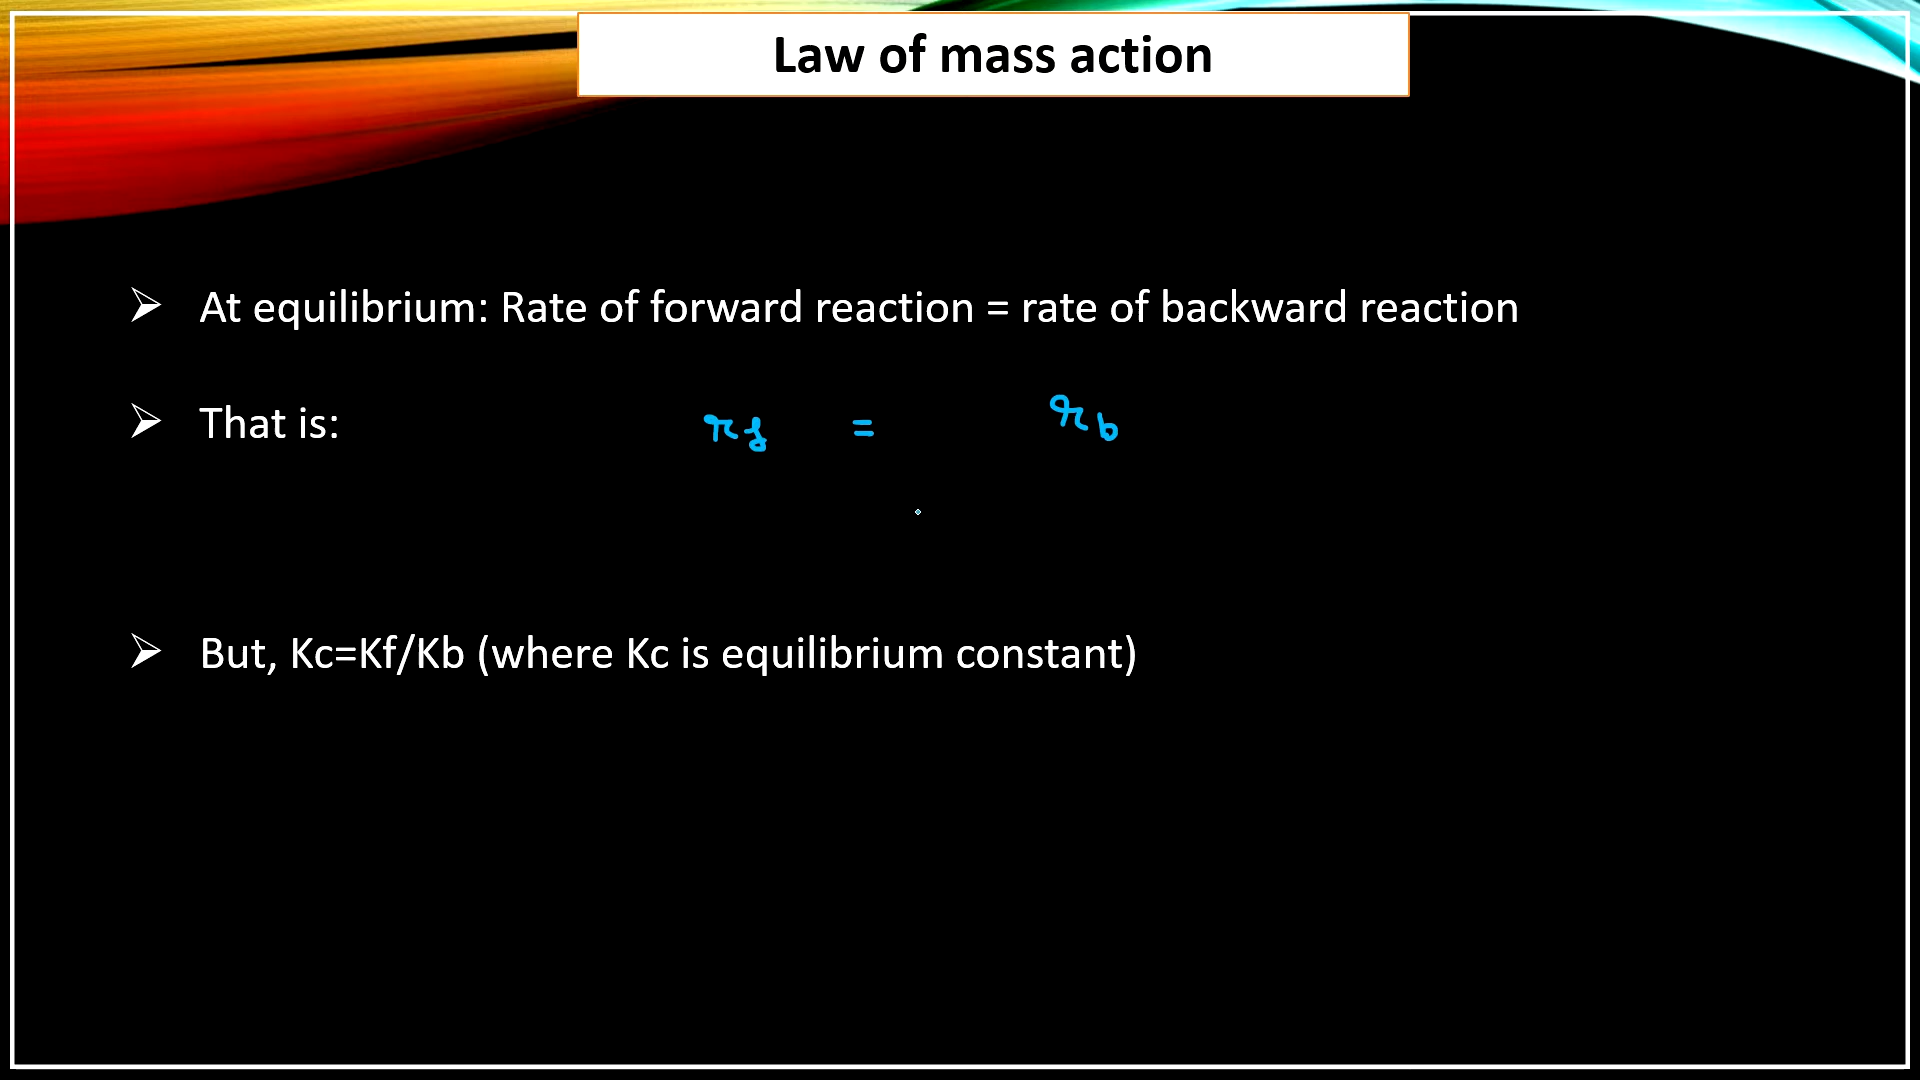 Law of mass action
At equilibrium: Rate of forward reaction = rate of backward reaction
That is: rf = rb
But, Kc=Kf/Kb (where Kc is equilibrium constant)